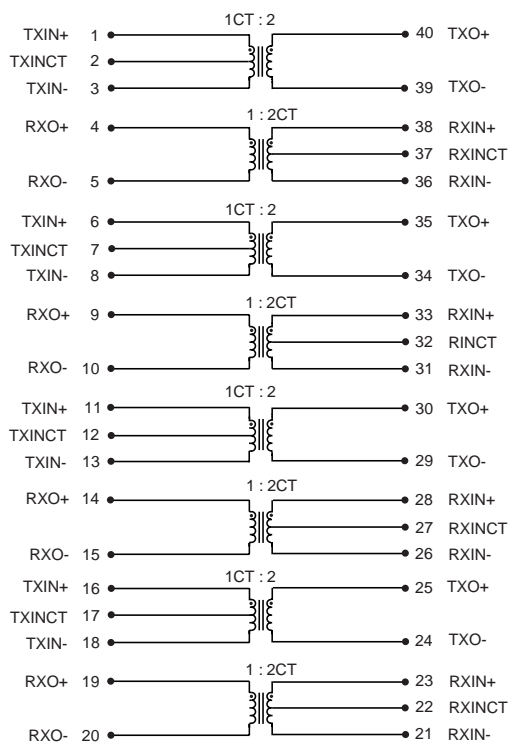 1CT : 2
TXIN+ 1 40 TXO+
TXINCT 2
TXIN- 3 39 TXO-
1 : 2CT
RXO+ 4 38 RXIN+
37 RXINCT
RXO- 5 36 RXIN-
1CT : 2
TXIN+ 6 35 TXO+
TXINCT 7
TXIN- 8 34 TXO-
1 : 2CT
RXO+ 9 33 RXIN+
32 RINCT
RXO- 10 31 RXIN-
1CT : 2
TXIN+ 11 30 TXO+
TXINCT 12
TXIN- 13 29 TXO-
1 : 2CT
RXO+ 14 28 RXIN+
27 RXINCT
RXO- 15 26 RXIN-
1CT : 2
TXIN+ 16 25 TXO+
TXINCT 17
TXIN- 18 24 TXO-
1 : 2CT
RXO+ 19 23 RXIN+
22 RXINCT
RXO- 20 21 RXIN-